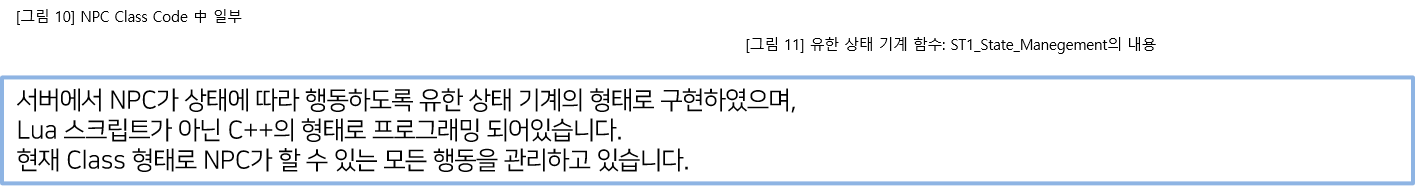 [그림 10] NPC Class Code 中 일부
[그림 11] 유한 상태 기계 함수: ST1_State_Manegement의 내용
서버에서 NPC가 상태에 따라 행동하도록 유한 상태 기계의 형태로 구현하였으며,
Lua 스크립트가 아닌 C++의 형태로 프로그래밍 되어있습니다.
현재 Class 형태로 NPC가 할 수 있는 모든 행동을 관리하고 있습니다.